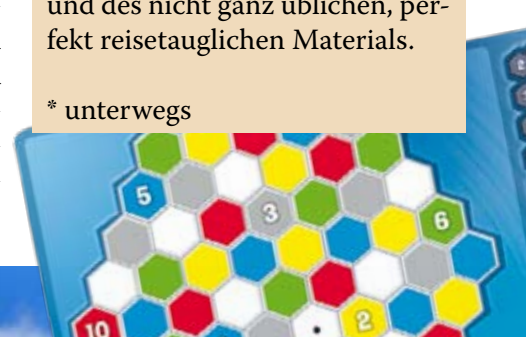 und des nicht ganz üblichen, per-
fekt reisetauglichen Materials.
* unterwegs
5
3
6
2
10